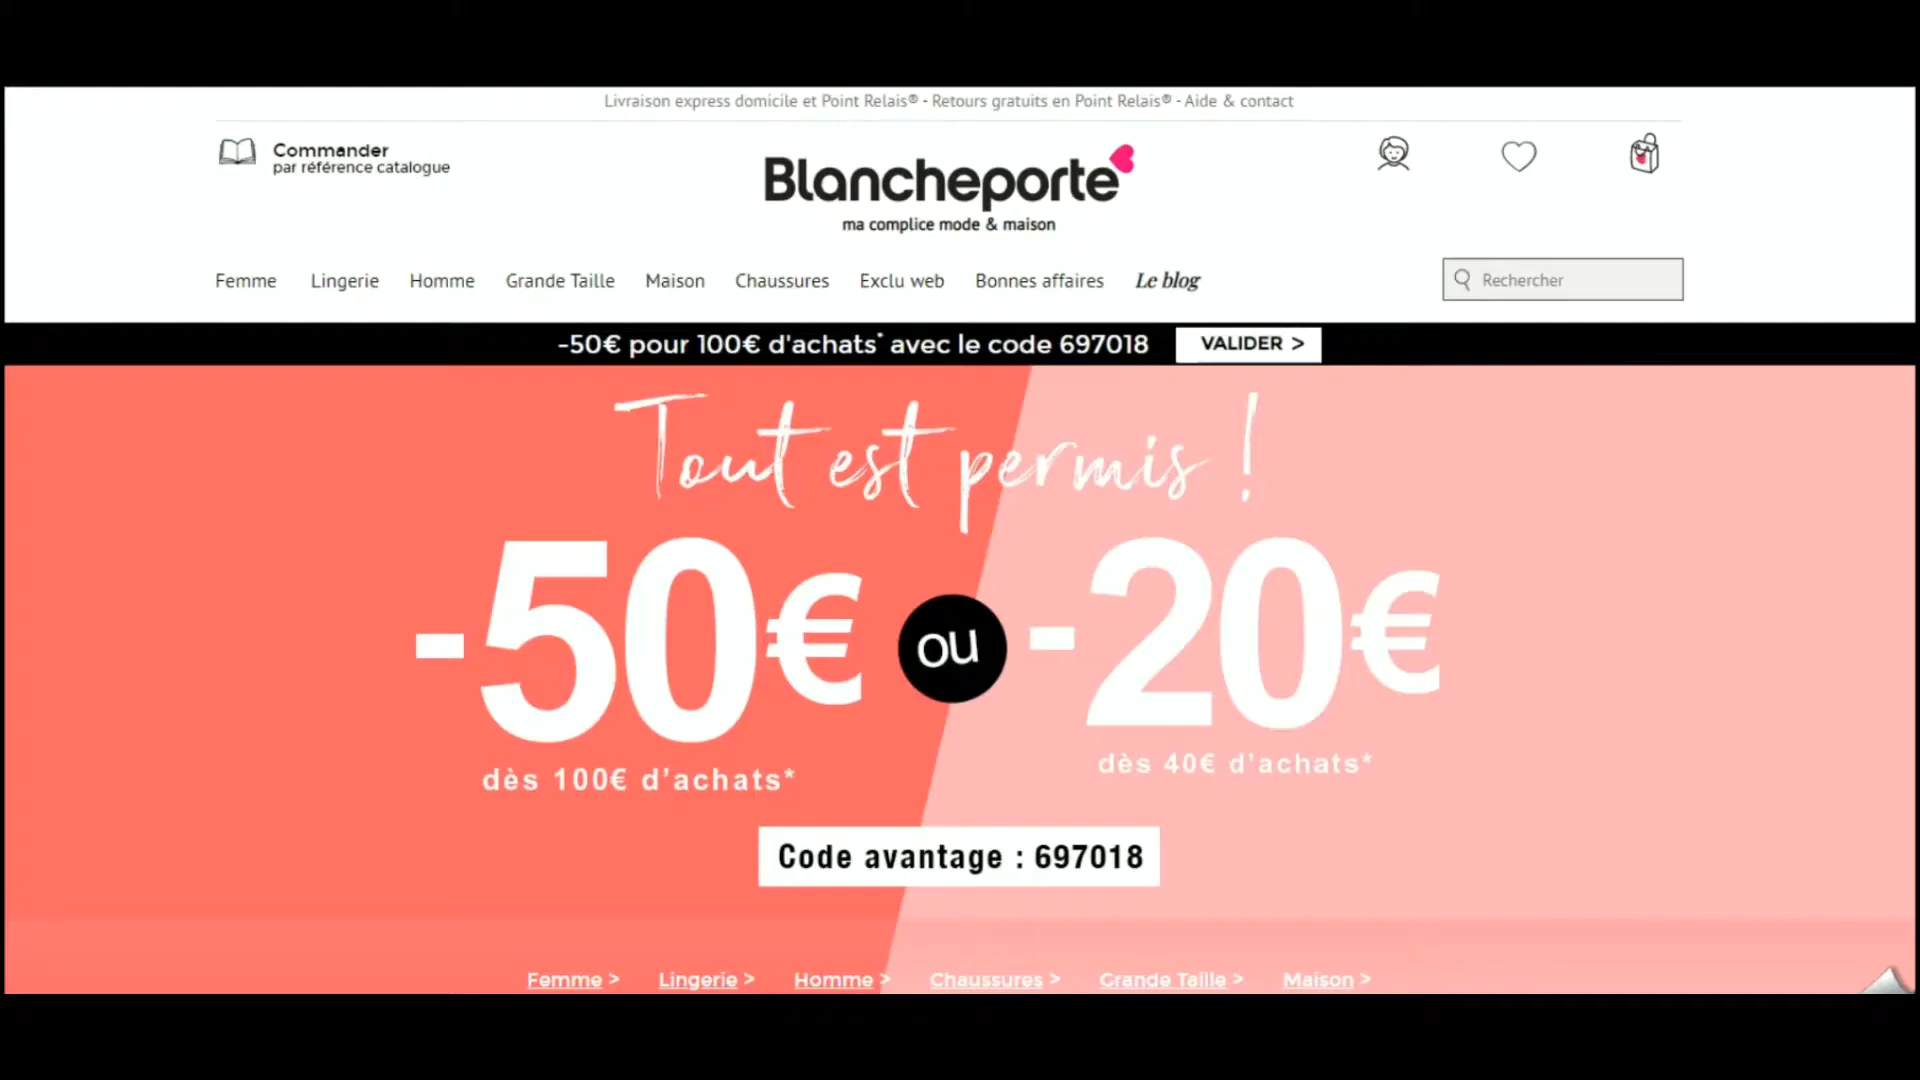 Livraison express domicile et Point Relais® - Retours gratuits en Point Relais® - Aide & contact
Commander
par référence catalogue
Blancheporte
ma complice mode & maison
Femme Lingerie Homme Grande Taille Maison Chaussures Exclu web Bonnes affaires Le blog
Rechercher
-50€ pour 100€ d'achats* avec le code 697018 VALIDER >
Tout est permis !
-50€ ou -20€
dès 100€ d'achats* dès 40€ d'achats*
Code avantage : 697018
Femme > Lingerie > Homme > Chaussures > Grande Taille > Maison >